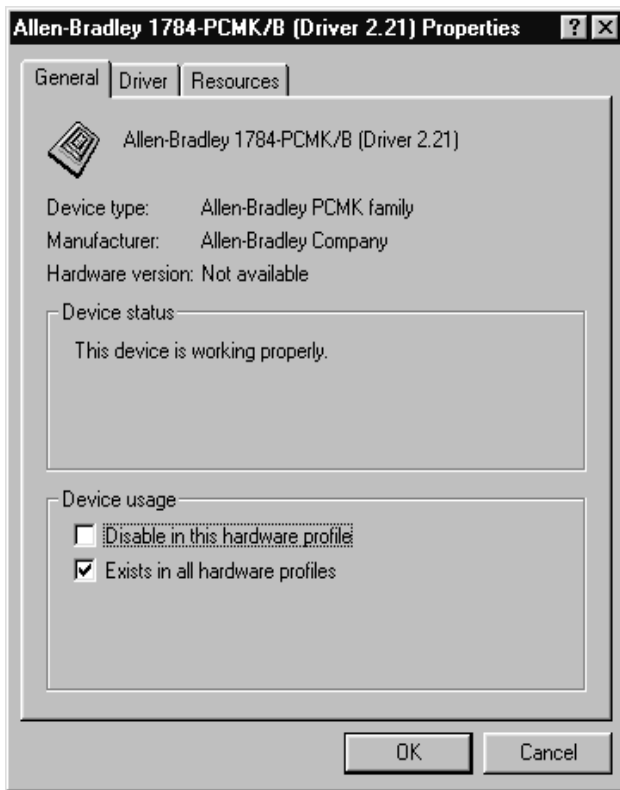 Allen-Bradley 1784-PCMK/B (Driver 2.21) Properties ? X
General Driver Resources
Allen-Bradley 1784-PCMK/B (Driver 2.21)
Device type: Allen-Bradley PCMK family
Manufacturer: Allen-Bradley Company
Hardware version: Not available
Device status
This device is working properly.
Device usage
Disable in this hardware profile
Exists in all hardware profiles
OK Cancel